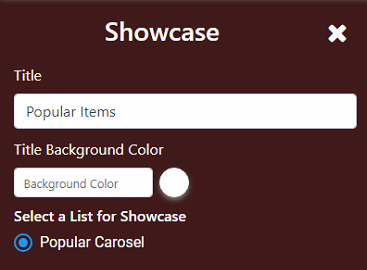 Showcase
Title
Popular Items
Title Background Color
Background Color
Select a List for Showcase
Popular Carosel